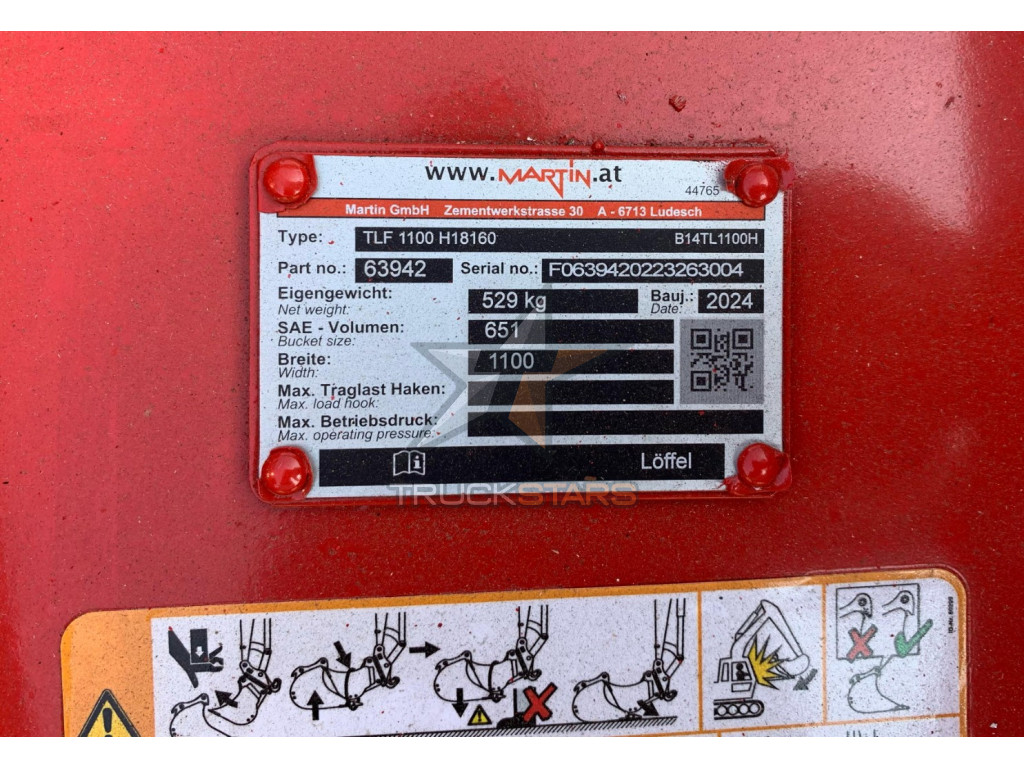 www.MARTIN.at
44765
Martin GmbH Zementwerkstrasse 30 A - 6713 Ludesch
Type: TLF 1100 H18160 B14TL1100H
Part no.: 63942 Serial no.: F0639420223263004
Eigengewicht: 529 kg Bauj.: 2024
Net weight: Date:
SAE - Volumen: 651
Bucket size:
Breite: 1100
Width:
Max. Traglast Haken:
Max. load hook:
Max. Betriebsdruck:
Max. operating pressure:
Löffel
TRUCKSTARS